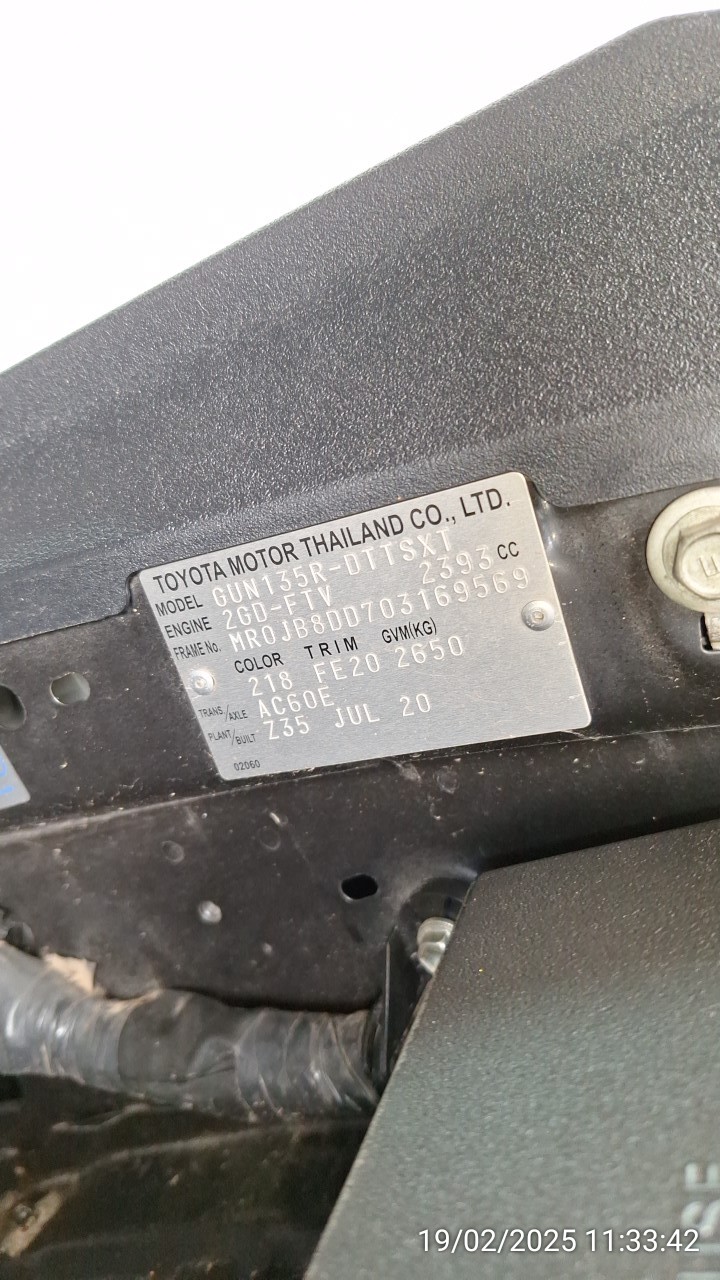 TOYOTA MOTOR THAILAND CO., LTD.
MODEL GUN135R-DTTSXT
ENGINE 2GD-FTV 2393 CC
FRAME No. MR0JB8DD703169569
COLOR TRIM GVM(KG)
218 FE20 2650
TRANS/AXLE AC60E
PLANT/BUILT Z35 JUL 20
02060
19/02/2025 11:33:42